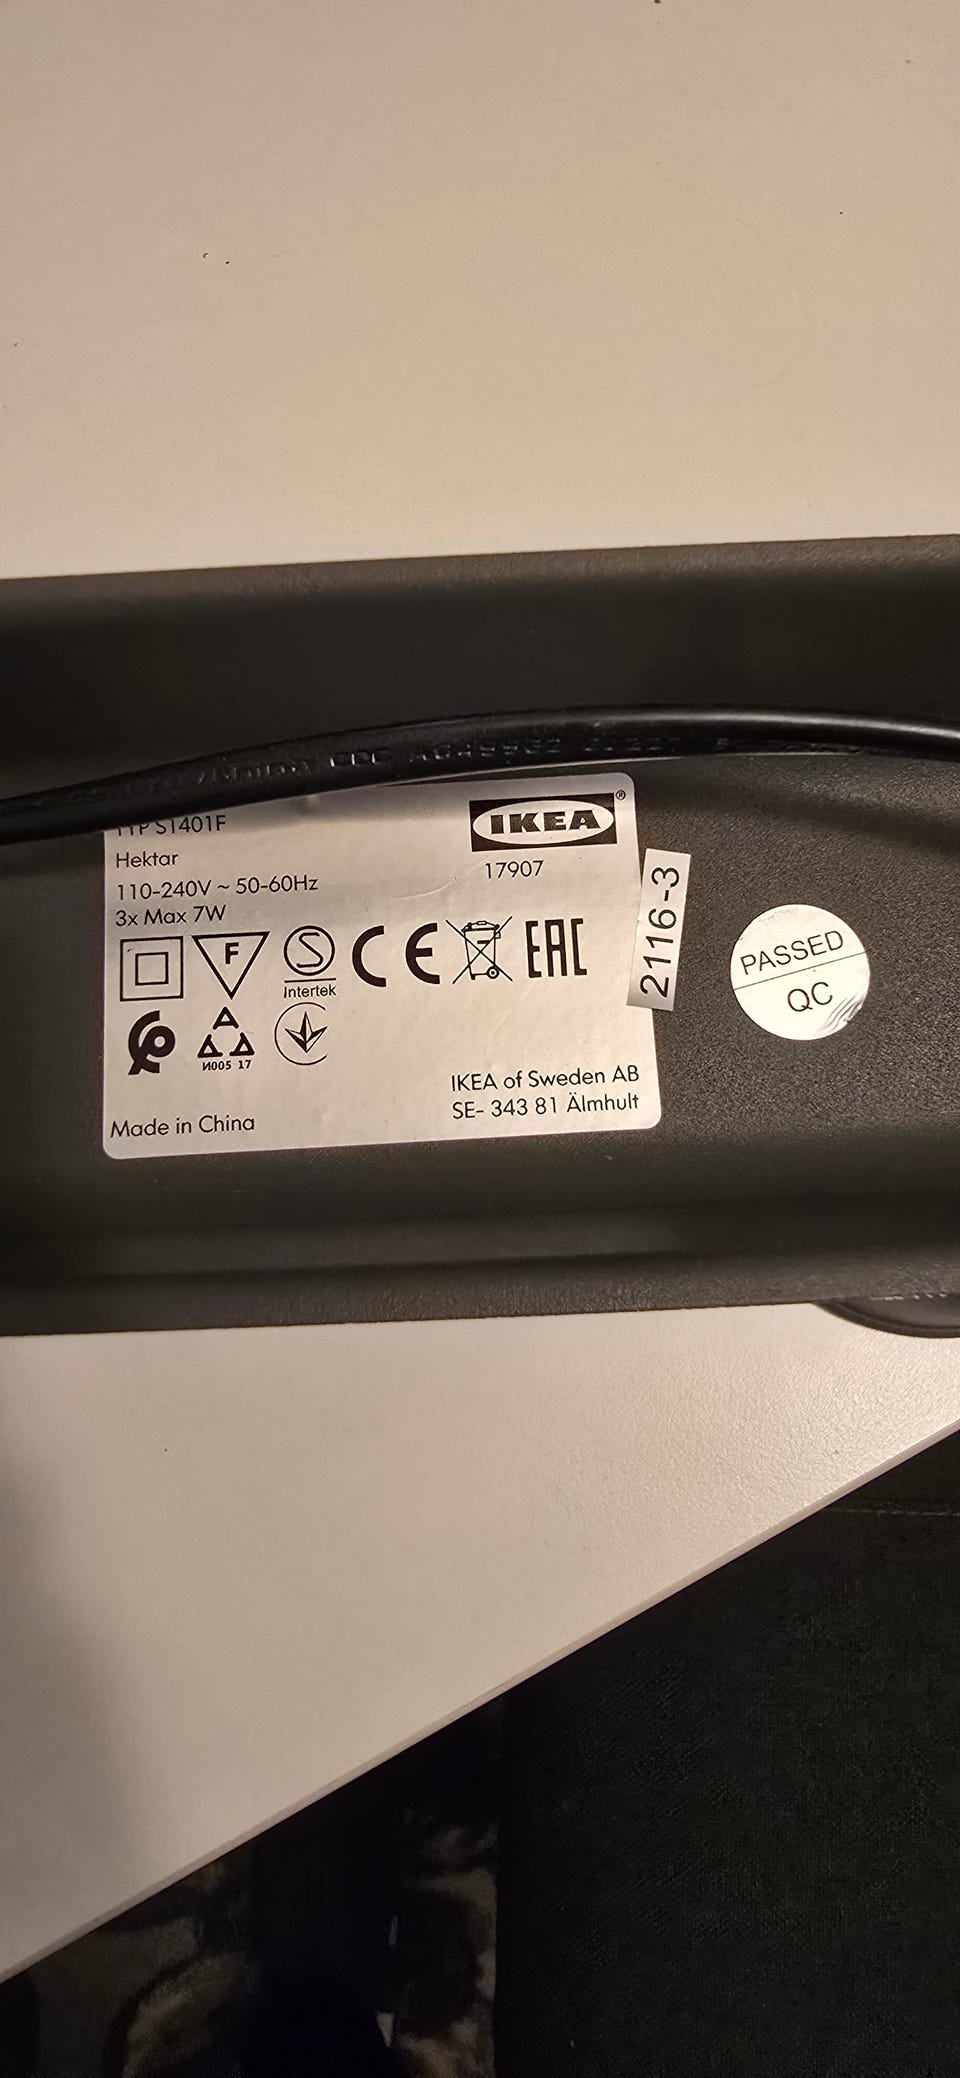 TYP S1401F
Hektar
110-240V ~ 50-60Hz
3x Max 7W
IKEA®
17907
F
S
Intertek
CE
EAC
A
И005 17
Made in China
IKEA of Sweden AB
SE- 343 81 Älmhult
2116-3
PASSED
QC